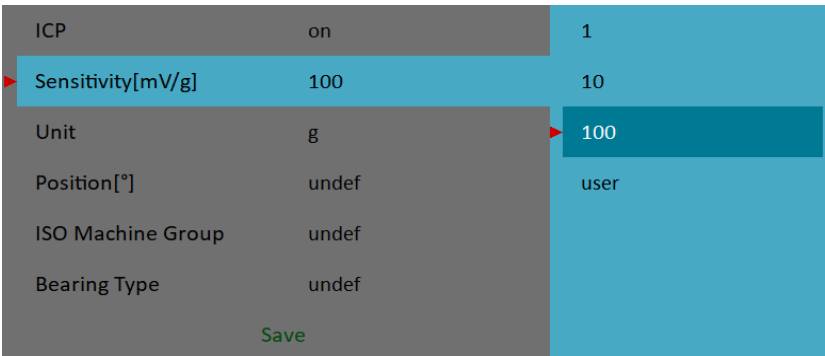 ICP on
Sensitivity[mV/g] 100
Unit g
Position[°] undef
ISO Machine Group undef
Bearing Type undef
Save
1
10
100
user